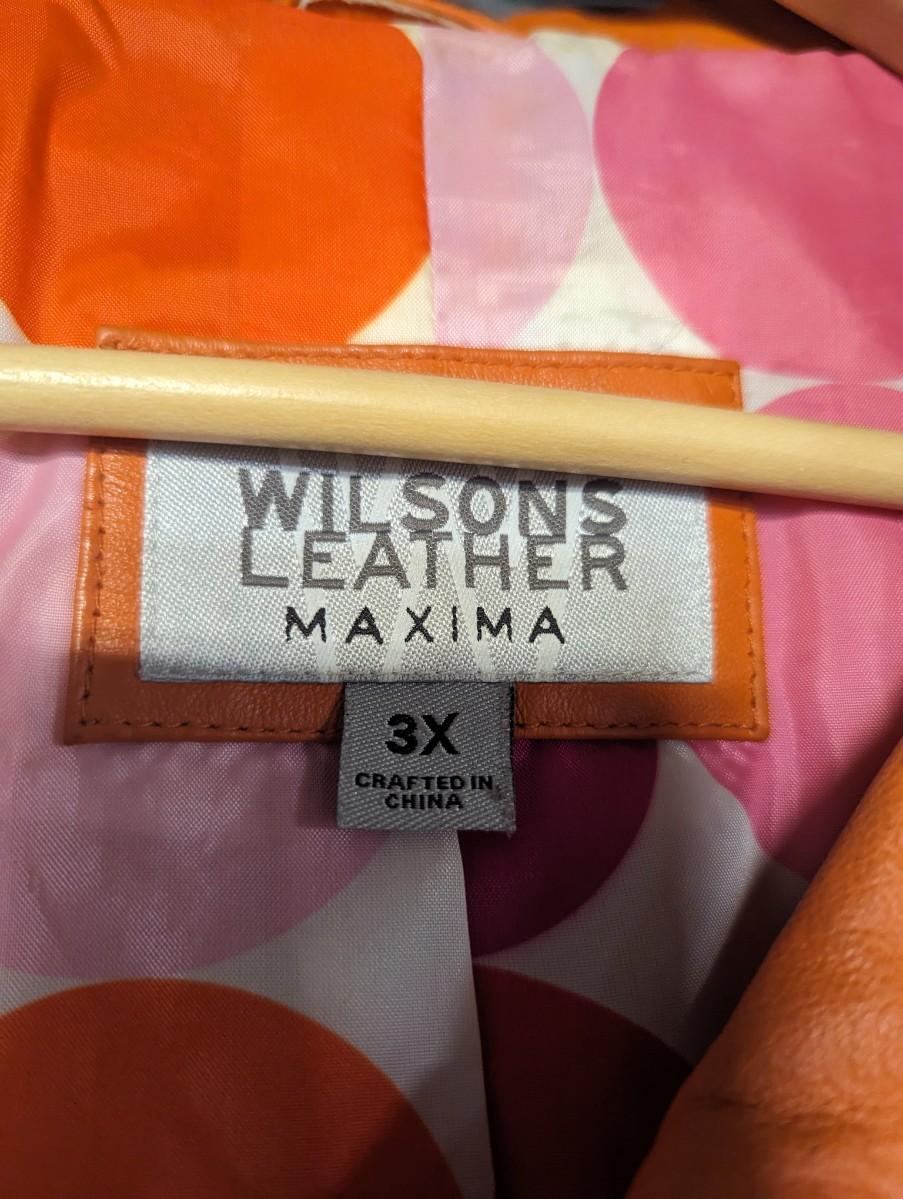 WILSONS
LEATHER
MAXIMA
3X
CRAFTED IN
CHINA